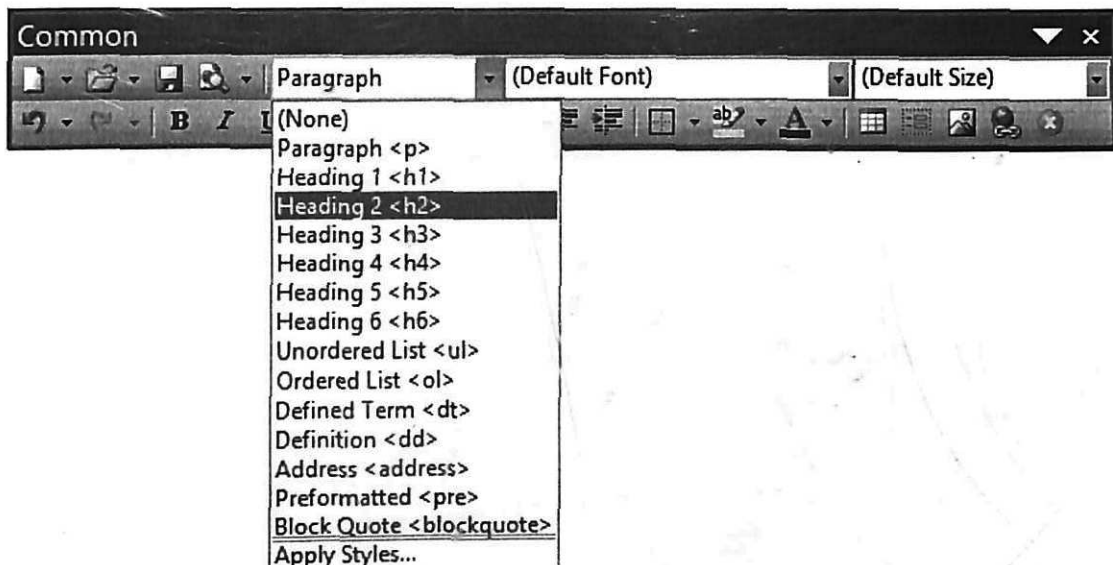 Common
Paragraph (Default Font) (Default Size)
B I U ab A
(None)
Paragraph <p>
Heading 1 <h1>
Heading 2 <h2>
Heading 3 <h3>
Heading 4 <h4>
Heading 5 <h5>
Heading 6 <h6>
Unordered List <ul>
Ordered List <ol>
Defined Term <dt>
Definition <dd>
Address <address>
Preformatted <pre>
Block Quote <blockquote>
Apply Styles...